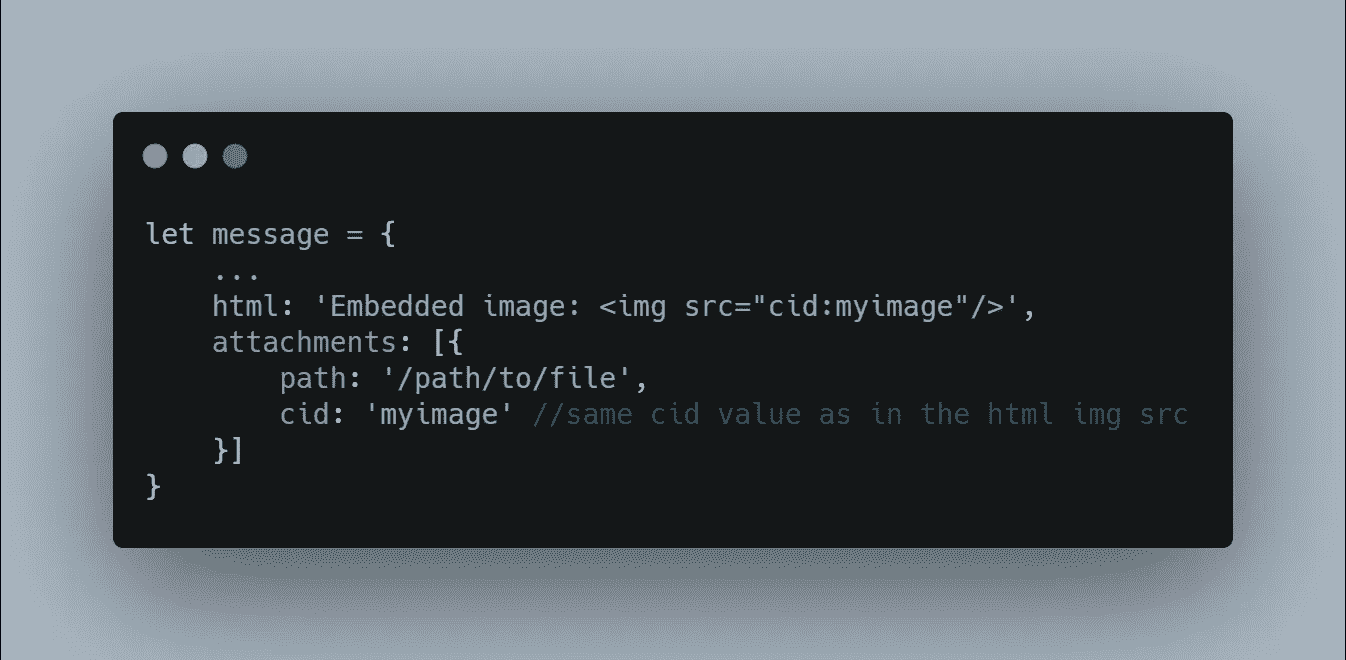 let message = {
    ...
    html: 'Embedded image: <img src="cid:myimage"/>',
    attachments: [{
        path: '/path/to/file',
        cid: 'myimage' //same cid value as in the html img src
    }]
}